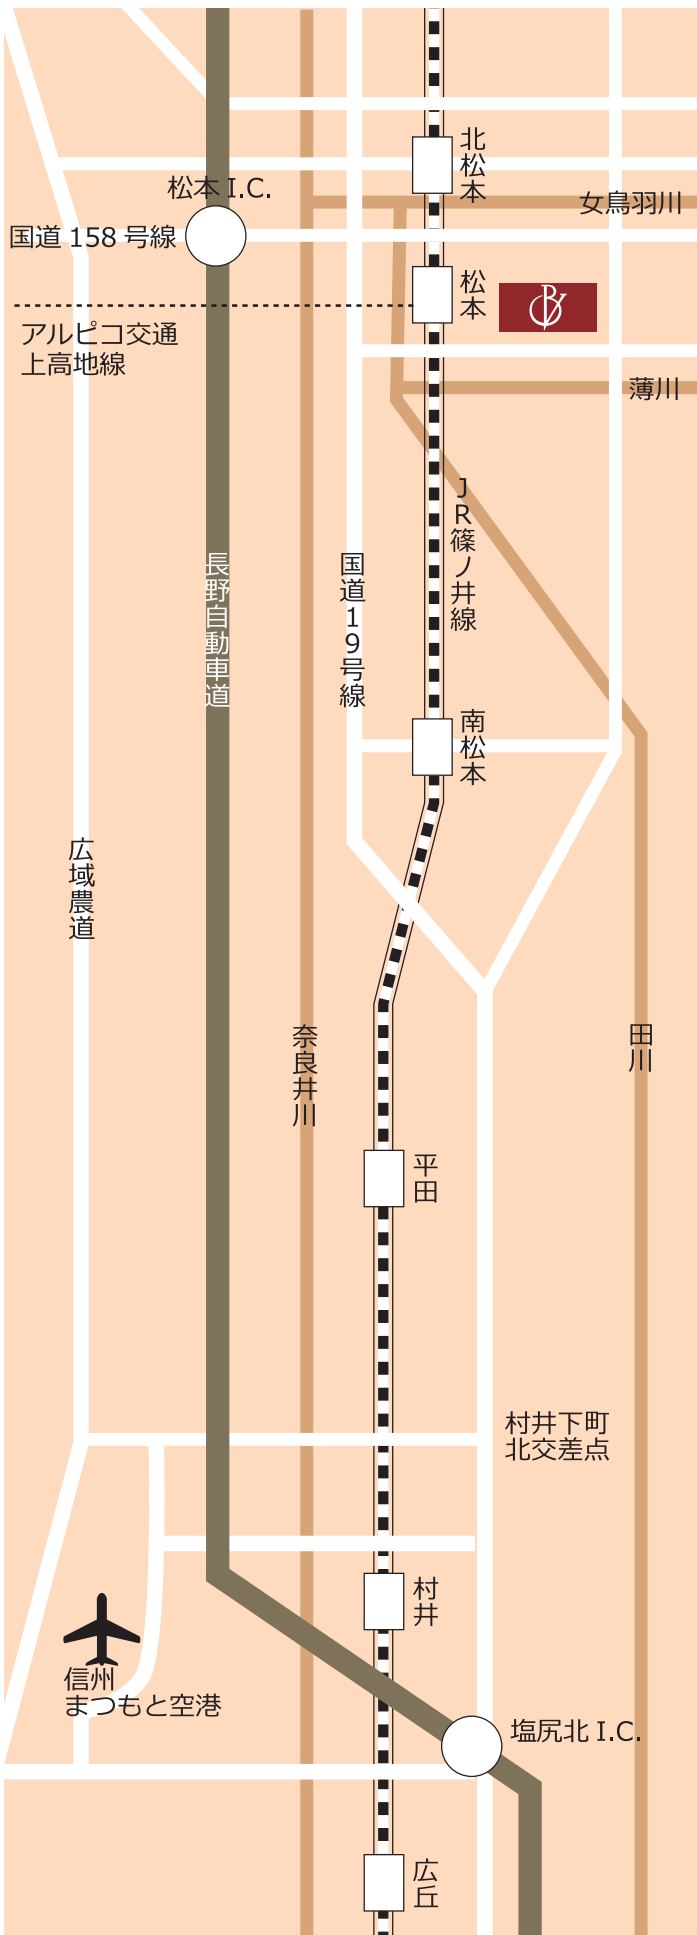 北松本
松本 I.C.
女鳥羽川
国道 158 号線
松本
アルピコ交通
上高地線
薄川
JR篠ノ井線
長野自動車道
国道19号線
南松本
広域農道
奈良井川
田川
平田
村井下町
北交差点
村井
信州
まつもと空港
塩尻北 I.C.
広丘